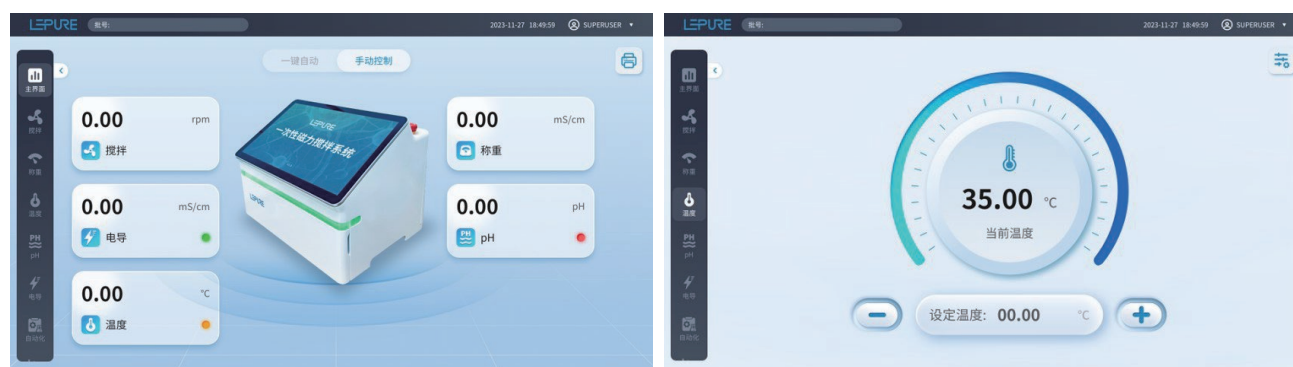 LEPURE 批号: 2023-11-27 18:49:59 SUPERUSER
一键自动 手动控制
主界面
搅拌
称重
温度
PH
pH
电导
自动化
0.00 rpm
搅拌
0.00 mS/cm
电导
0.00 °C
温度
LEPURE
一次性磁力搅拌系统
LEPURE
0.00 mS/cm
称重
0.00 pH
PH pH
LEPURE 批号: 2023-11-27 18:49:59 SUPERUSER
主界面
搅拌
称重
温度
PH
pH
电导
自动化
35.00 °C
当前温度
设定温度: 00.00 °C